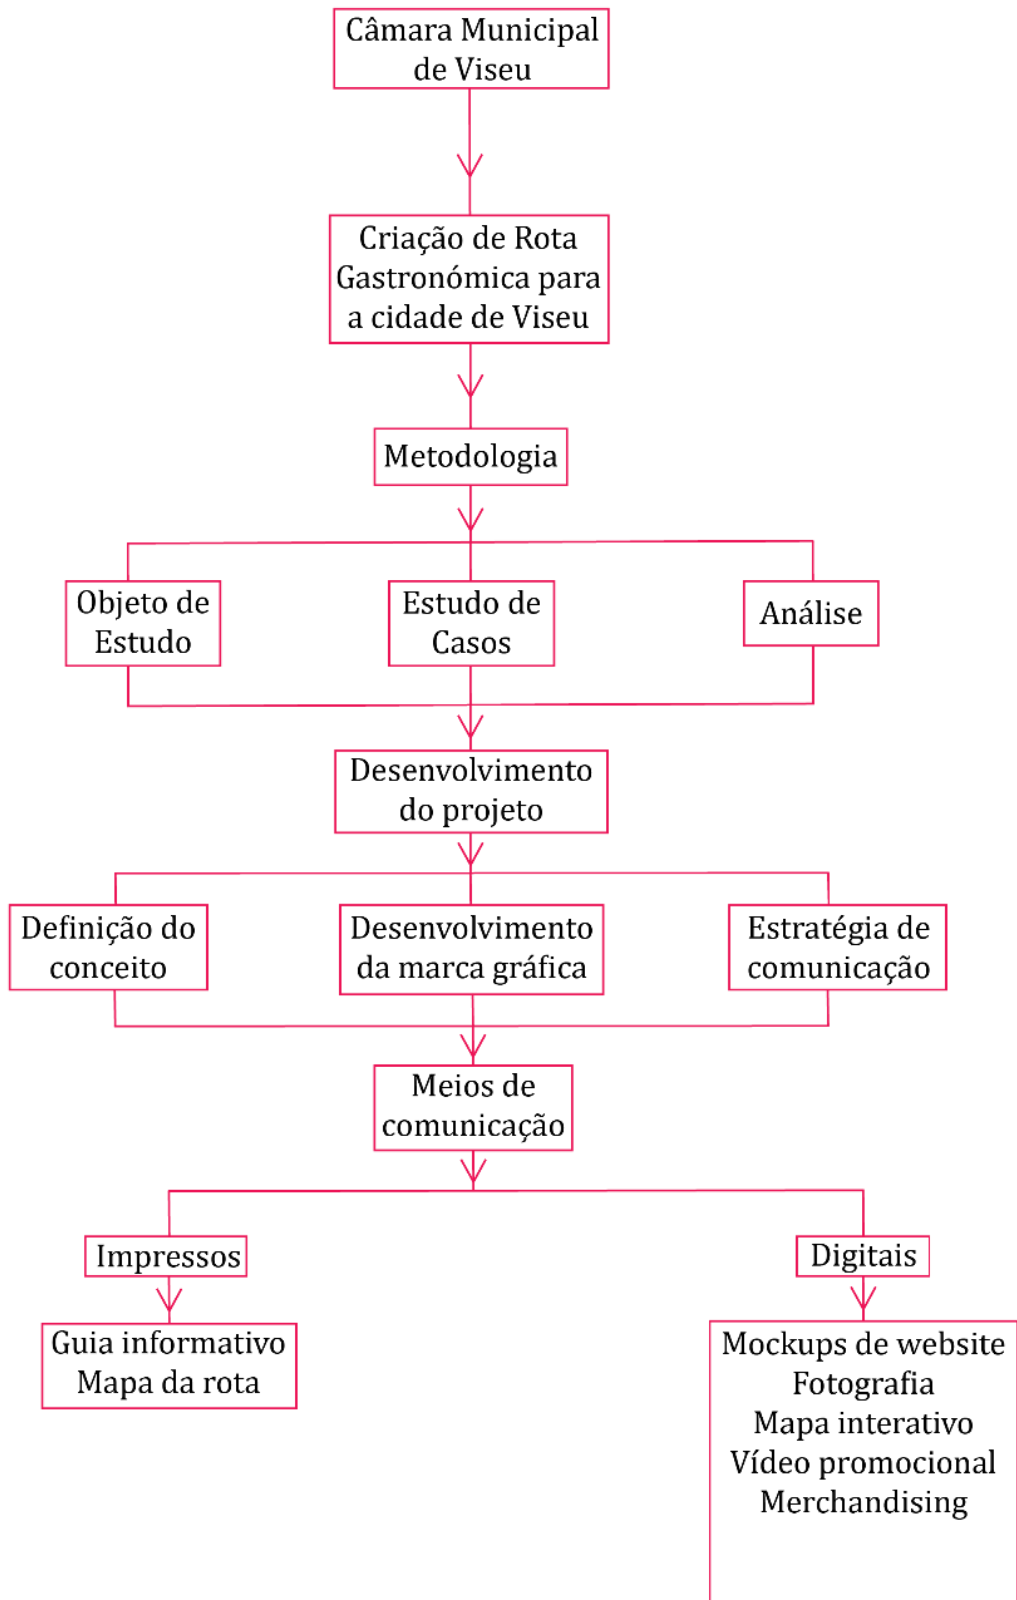 Câmara Municipal
de Viseu
Criação de Rota
Gastronómica para
a cidade de Viseu
Metodologia
Objeto de
Estudo
Estudo de
Casos
Análise
Desenvolvimento
do projeto
Definição do
conceito
Desenvolvimento
da marca gráfica
Estratégia de
comunicação
Meios de
comunicação
Impressos
Digitais
Guia informativo
Mapa da rota
Mockups de website
Fotografia
Mapa interativo
Vídeo promocional
Merchandising